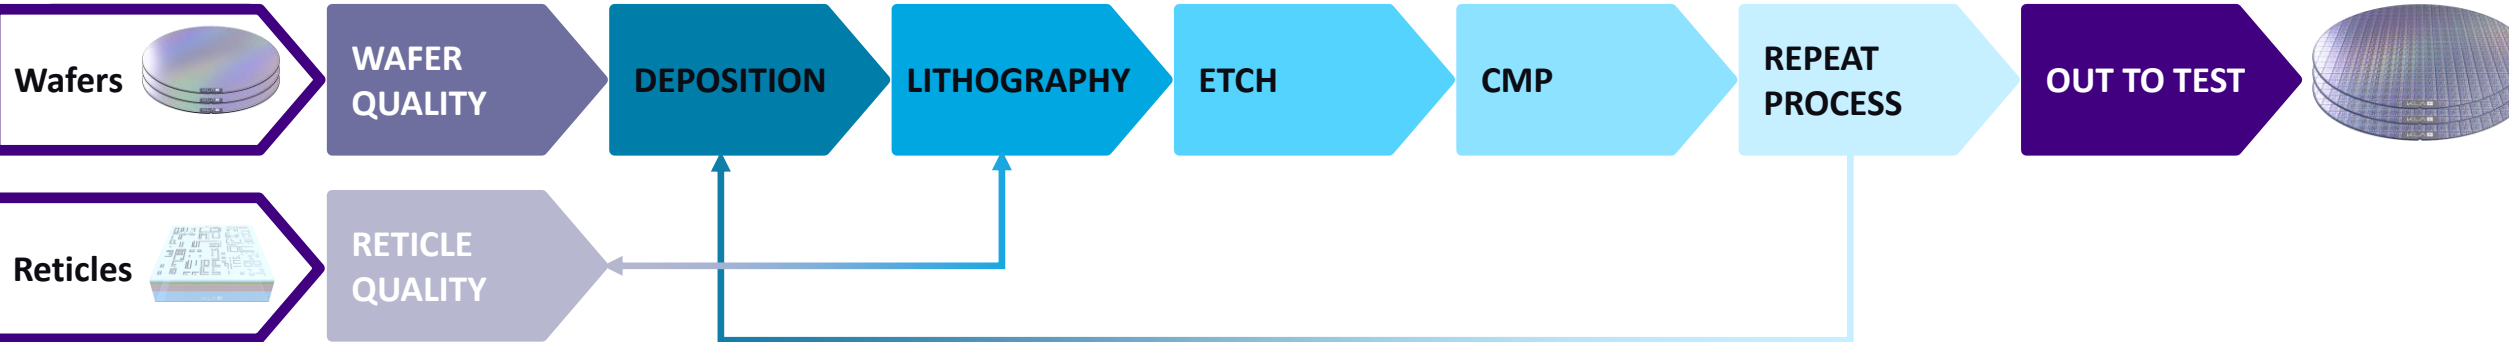 Wafers
WAFER
QUALITY
DEPOSITION
LITHOGRAPHY
ETCH
CMP
REPEAT
PROCESS
OUT TO TEST
Reticles
RETICLE
QUALITY